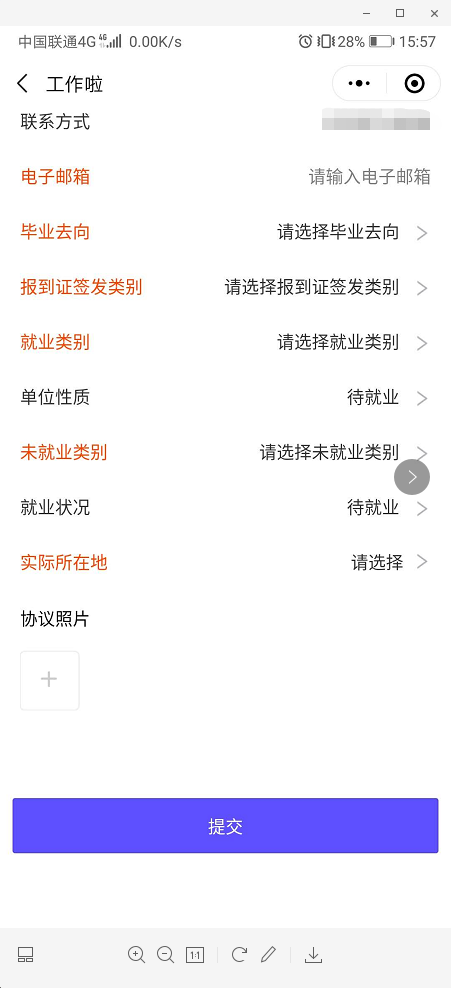 中国联通4G 4G 0.00K/s 28% 15:57
工作啦
联系方式
电子邮箱 请输入电子邮箱
毕业去向 请选择毕业去向
报到证签发类别 请选择报到证签发类别
就业类别 请选择就业类别
单位性质 待就业
未就业类别 请选择未就业类别
就业状况 待就业
实际所在地 请选择
协议照片
提交
1:1